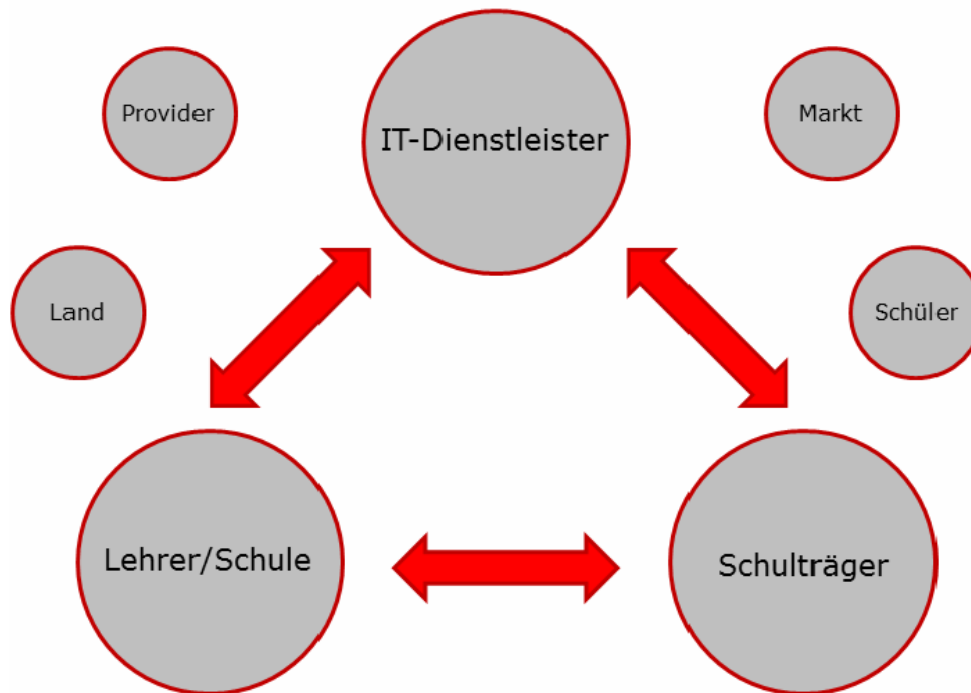 Provider
IT-Dienstleister
Markt
Land
Schüler
Lehrer/Schule
Schulträger